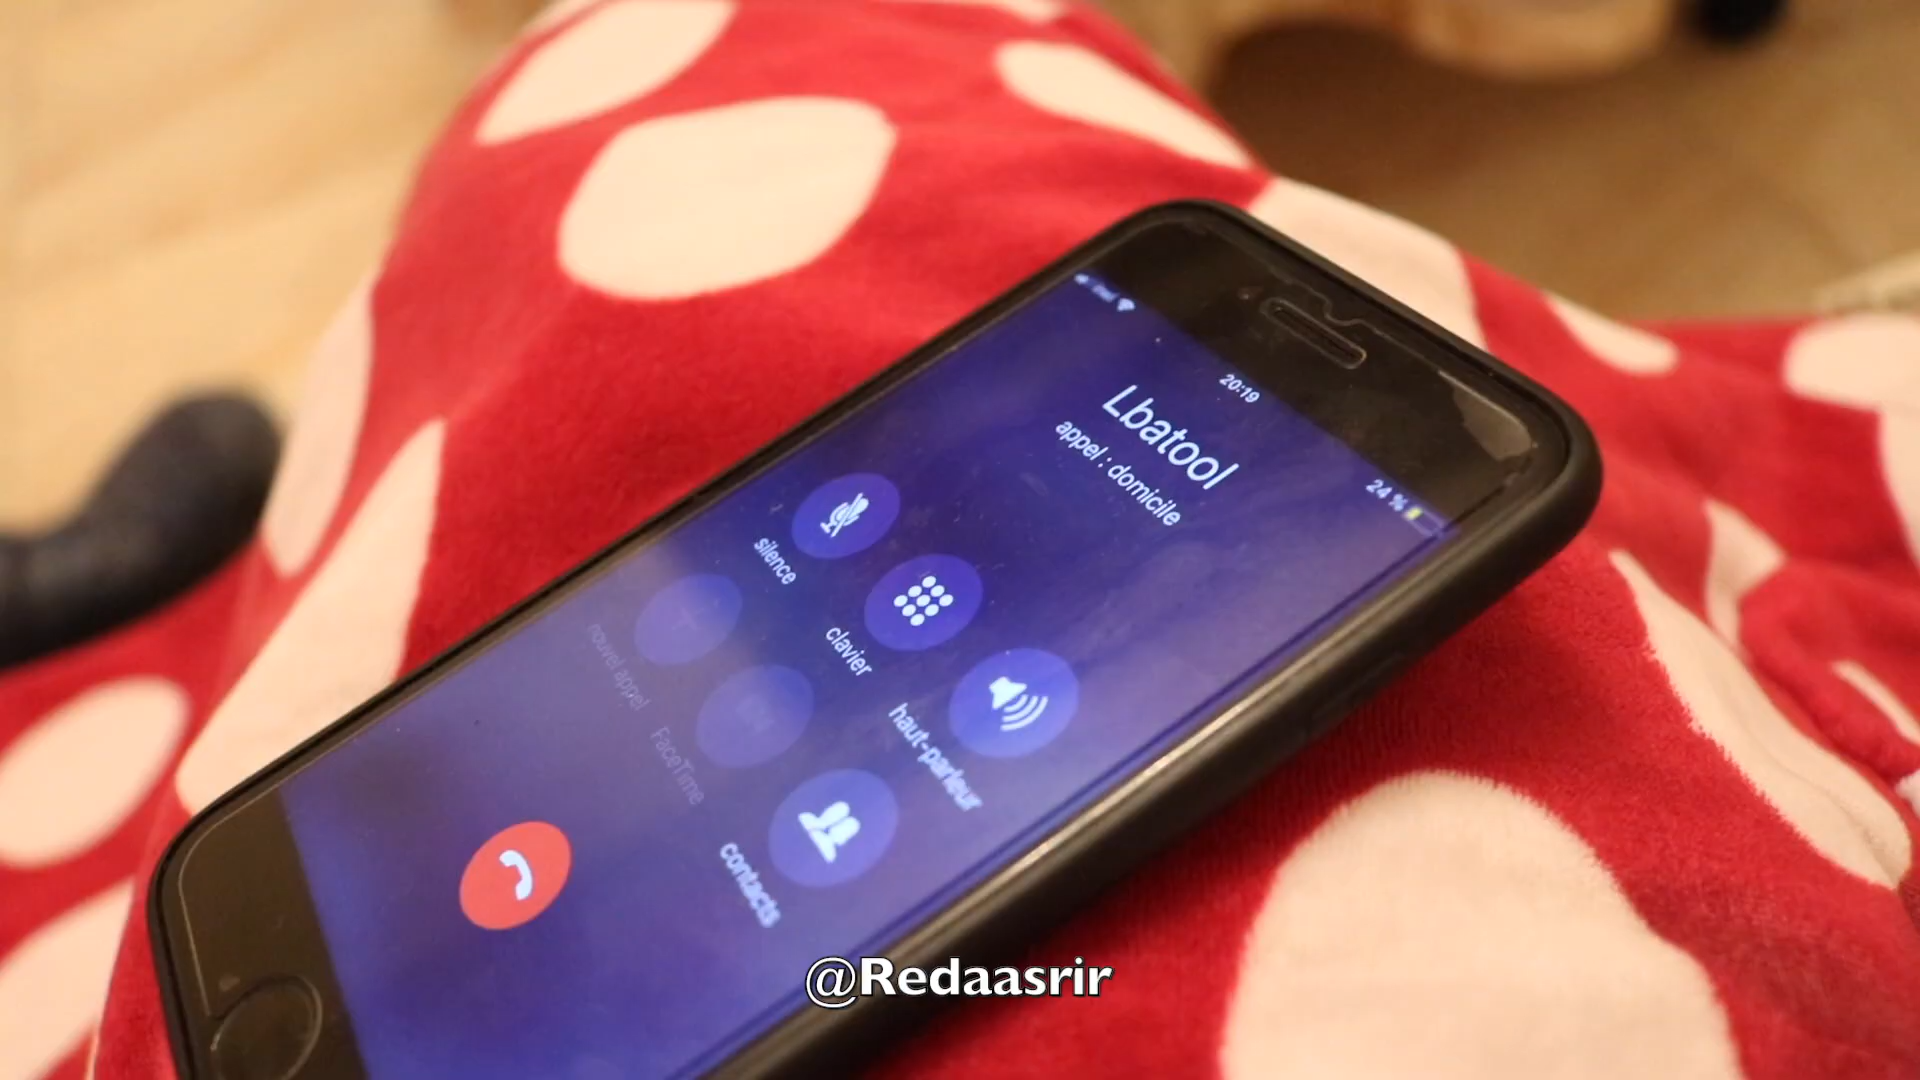 20:19
24 %
Lbatool
appel : domicile
silence
clavier
haut-parleur
nouvel appel
FaceTime
contacts
@Redaasrir